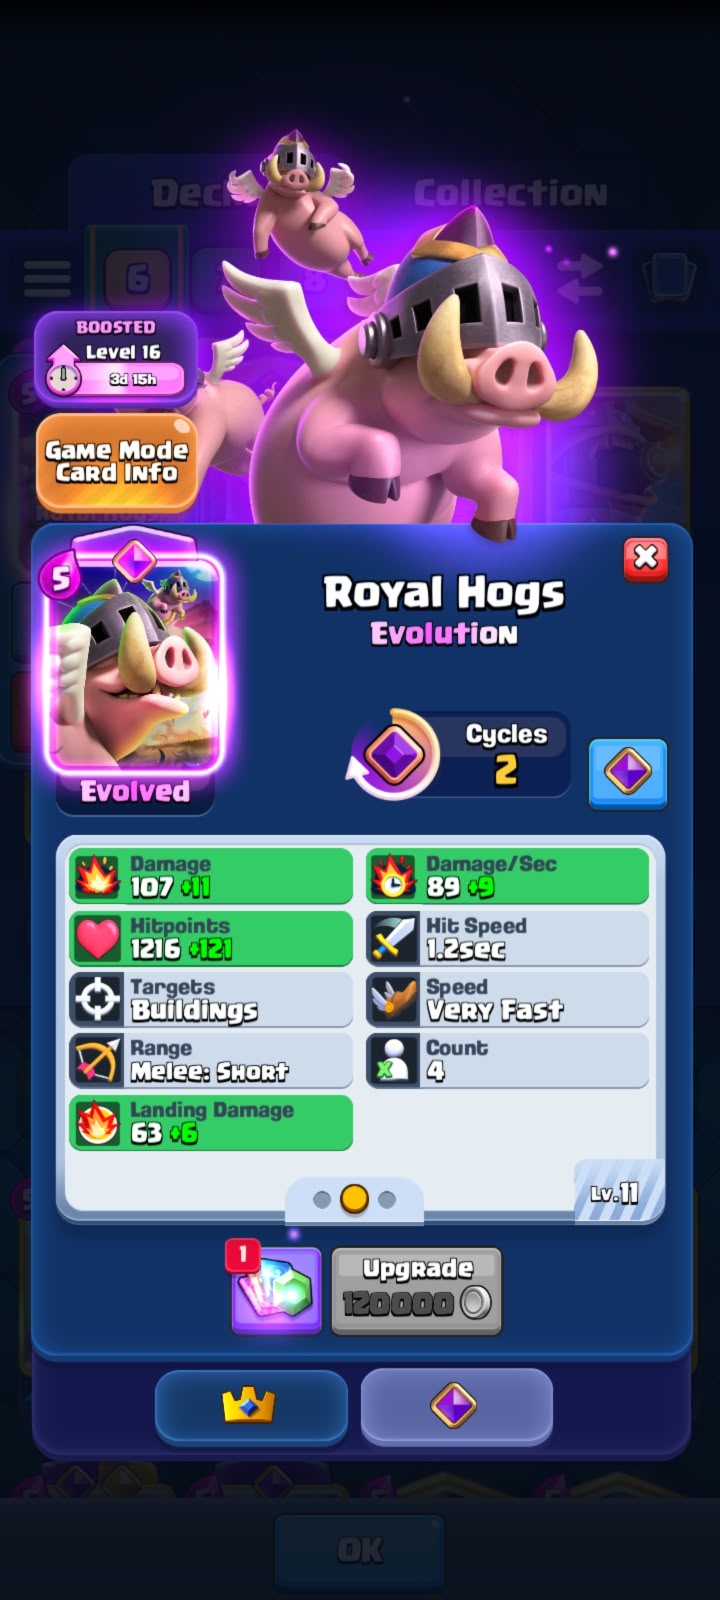 Collection
6
BOOSTED
Level 16
3d 15h
Game Mode
Card Info
5
Evolved
Royal Hogs
Evolution
Cycles
2
Damage
107 +11
Damage/Sec
89 +9
Hitpoints
1216 +121
Hit Speed
1.2sec
Targets
Buildings
Speed
Very Fast
Range
Melee: Short
Count
4
Landing Damage
63 +6
Lv.11
1
Upgrade
120000
OK